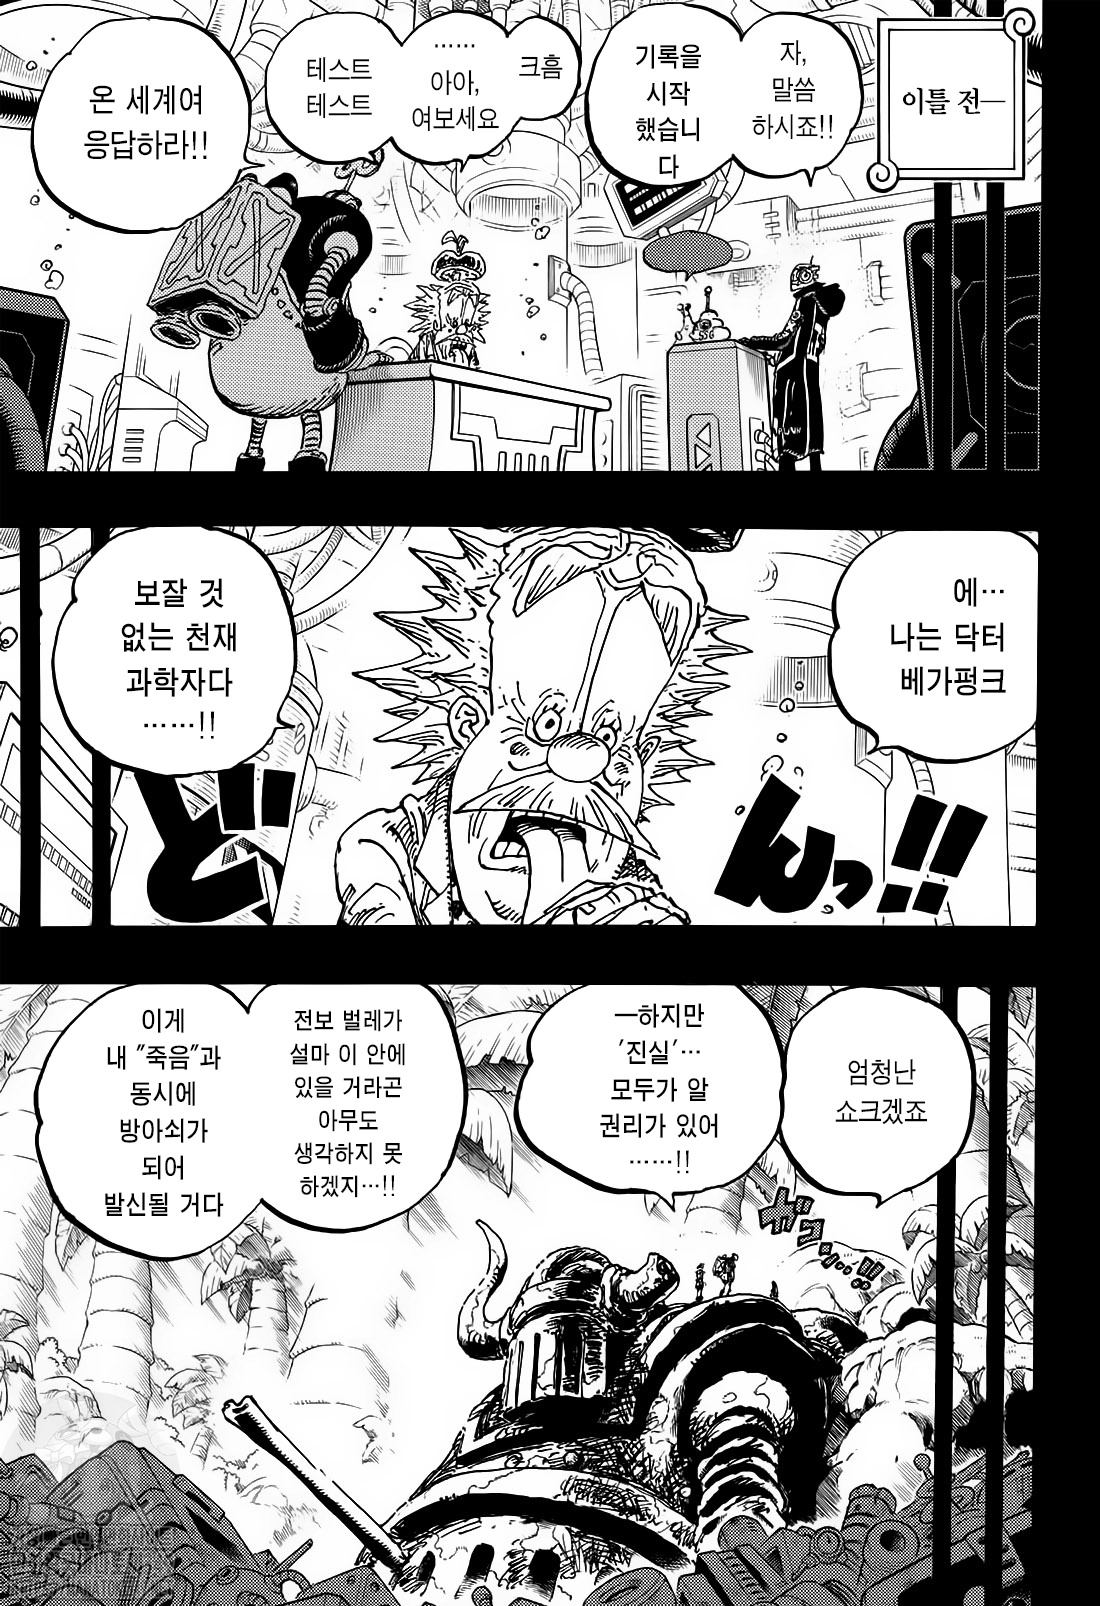 이틀 전—
자,
말씀
하시죠!!
기록을
시작
했습니
다
크흠
……
아아,
여보세요
테스트
테스트
온 세계여
응답하라!!
에…
나는 닥터
베가펑크
보잘 것
없는 천재
과학자다
……!!
どんっ!!
엄청난
쇼크겠죠
—하지만
'진실'…
모두가 알
권리가 있어
……!!
전보 벌레가
설마 이 안에
있을 거라곤
아무도
생각하지 못
하겠지…!!
이게
내 "죽음"과
동시에
방아쇠가
되어
발신될 거다
ガコ…!!